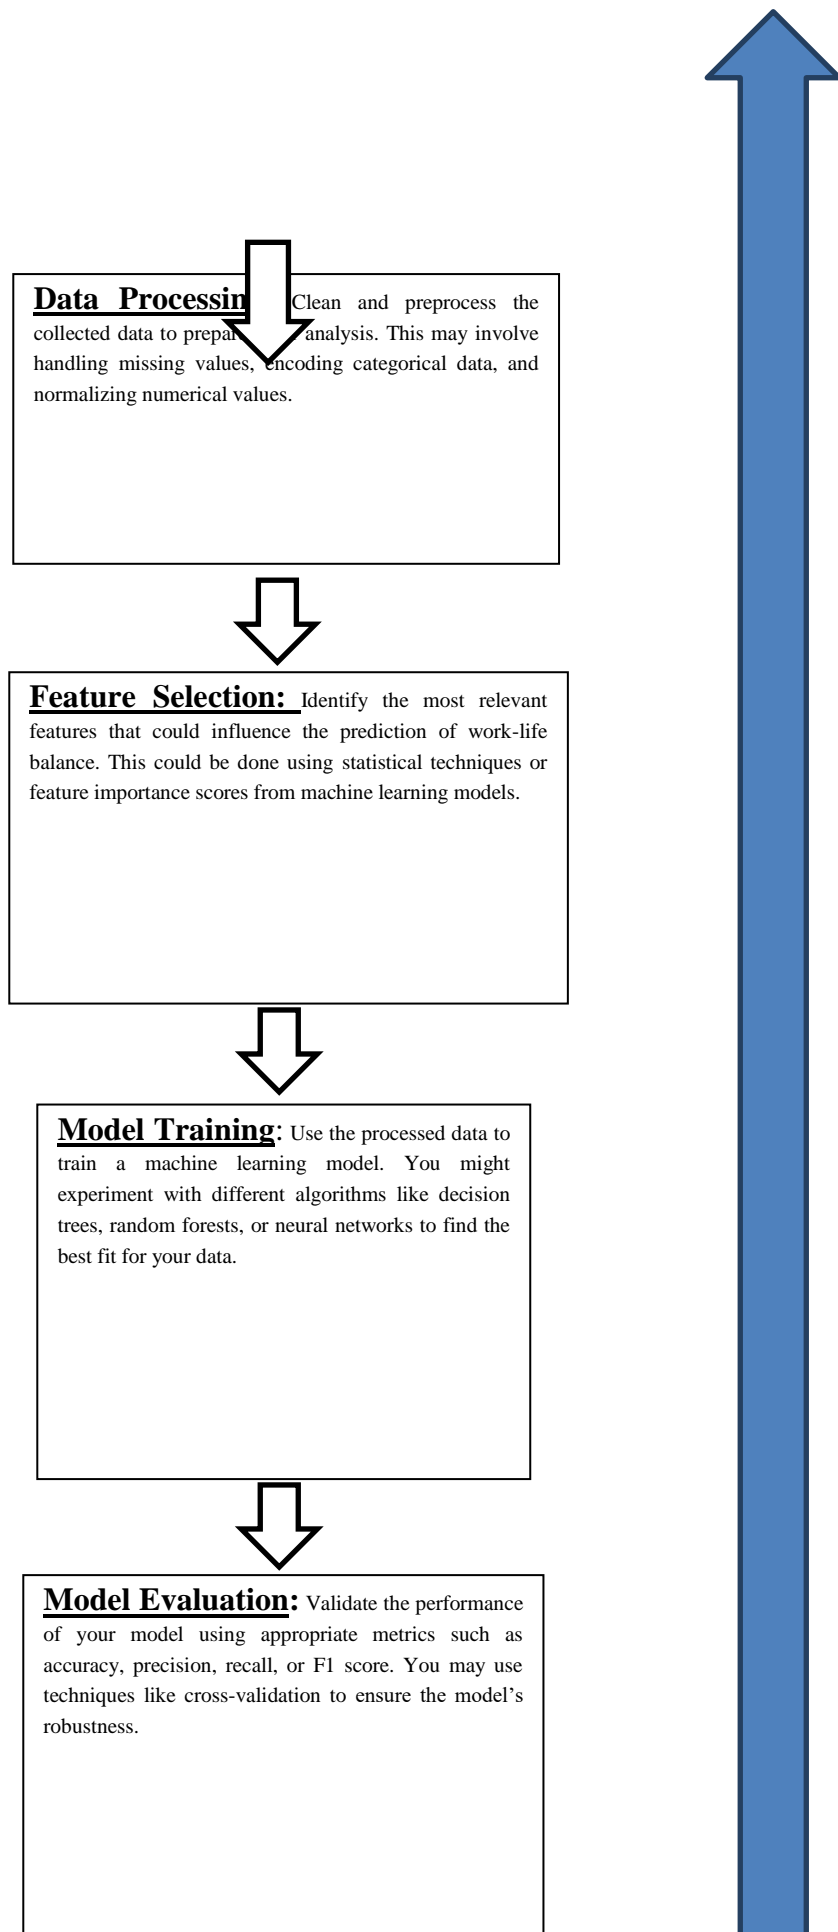 Data Processin Clean and preprocess the
collected data to prepar analysis. This may involve
handling missing values, encoding categorical data, and
normalizing numerical values.
Feature Selection: Identify the most relevant
features that could influence the prediction of work-life
balance. This could be done using statistical techniques or
feature importance scores from machine learning models.
Model Training: Use the processed data to
train a machine learning model. You might
experiment with different algorithms like decision
trees, random forests, or neural networks to find the
best fit for your data.
Model Evaluation: Validate the performance
of your model using appropriate metrics such as
accuracy, precision, recall, or F1 score. You may use
techniques like cross-validation to ensure the model’s
robustness.